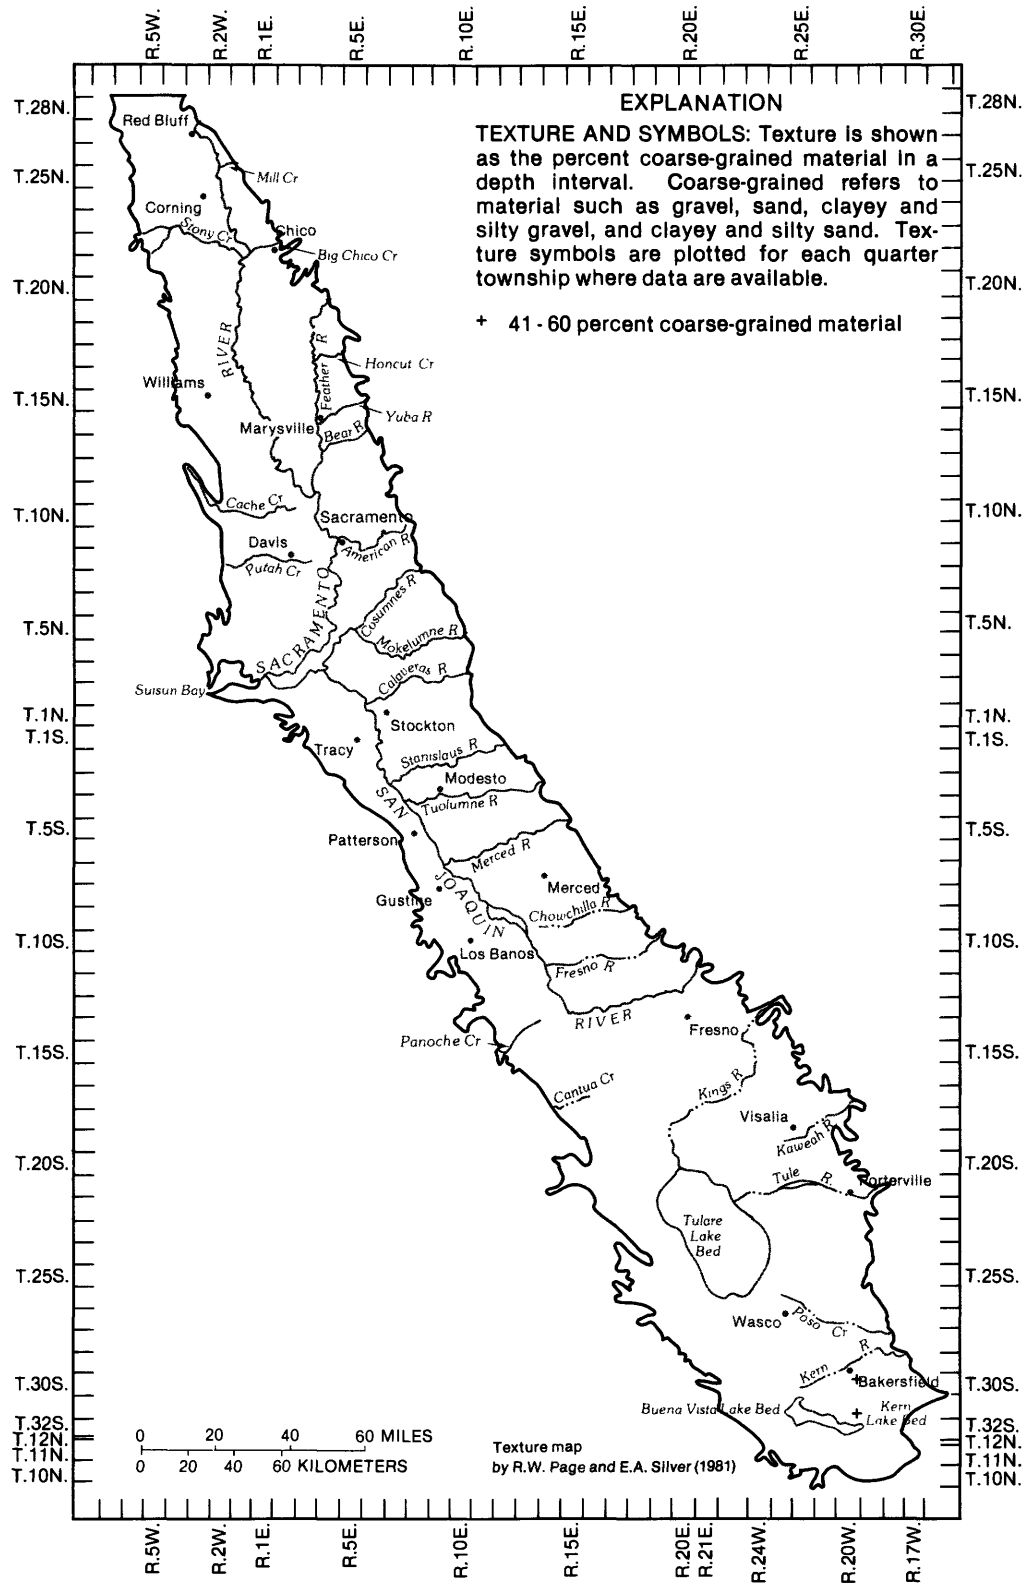 R.5W.
R.2W.
R.1E.
R.5E.
R.10E.
R.15E.
R.20E.
R.25E.
R.30E.
EXPLANATION
TEXTURE AND SYMBOLS: Texture is shown
as the percent coarse-grained material in a
depth interval. Coarse-grained refers to
material such as gravel, sand, clayey and
silty gravel, and clayey and silty sand. Tex-
ture symbols are plotted for each quarter
township where data are available.
+ 41-60 percent coarse-grained material
T.28N.
T.25N.
T.20N.
T.15N.
T.10N.
T.5N.
T.1N.
T.1S.
T.5S.
T.10S.
T.15S.
T.20S.
T.25S.
T.30S.
T.32S.
T.12N.
T.11N.
T.10N.
T.28N.
T.25N.
T.20N.
T.15N.
T.10N.
T.5N.
T.1N.
T.1S.
T.5S.
T.10S.
T.15S.
T.20S.
T.25S.
T.30S.
T.32S.
T.12N.
T.11N.
T.10N.
Red Bluff
Mill Cr
Corning
Stony Cr
Chico
Big Chico Cr
RIVER
Feather R
Honcut Cr
Williams
Yuba R
Marysville
Bear R
Cache Cr
Sacramento
Davis
American R
Putah Cr
SACRAMENTO
Cosumnes R
Mokelumne R
Calaveras R
Suisun Bay
Stockton
Tracy
Stanislaus R
Modesto
SAN
Tuolumne R
Patterson
Merced R
JOAQUIN
Merced
Gustine
Chowchilla R
Los Banos
Fresno R
RIVER
Fresno
Panoche Cr
Cantua Cr
Kings R
Visalia
Kaweah R
Tule R.
Porterville
Tulare
Lake
Bed
Wasco
Poso Cr
Kern R
Bakersfield
Buena Vista Lake Bed
Kern
Lake Bed
0 20 40 60 MILES
0 20 40 60 KILOMETERS
Texture map
by R.W. Page and E.A. Silver (1981)
R.5W.
R.2W.
R.1E.
R.5E.
R.10E.
R.15E.
R.20E.
R.21E.
R.24W.
R.20W.
R.17W.